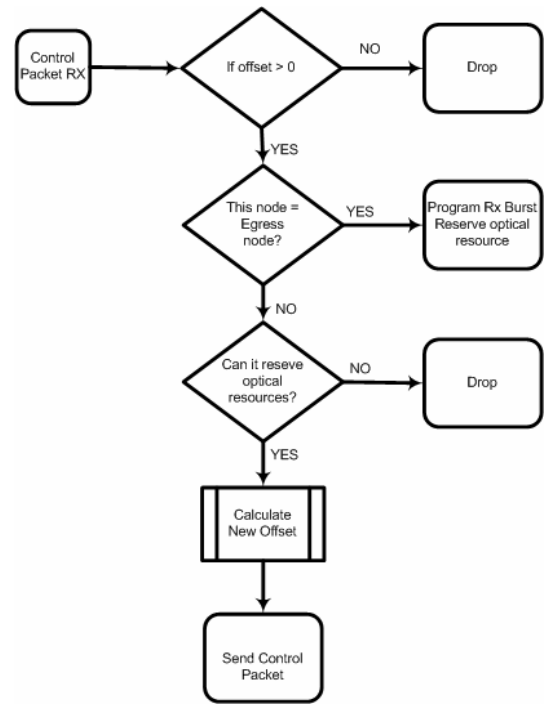 Control
Packet RX
If offset > 0
NO
Drop
YES
This node =
Egress
node?
YES
Program Rx Burst
Reserve optical
resource
NO
Can it reseve
optical
resources?
NO
Drop
YES
Calculate
New Offset
Send Control
Packet